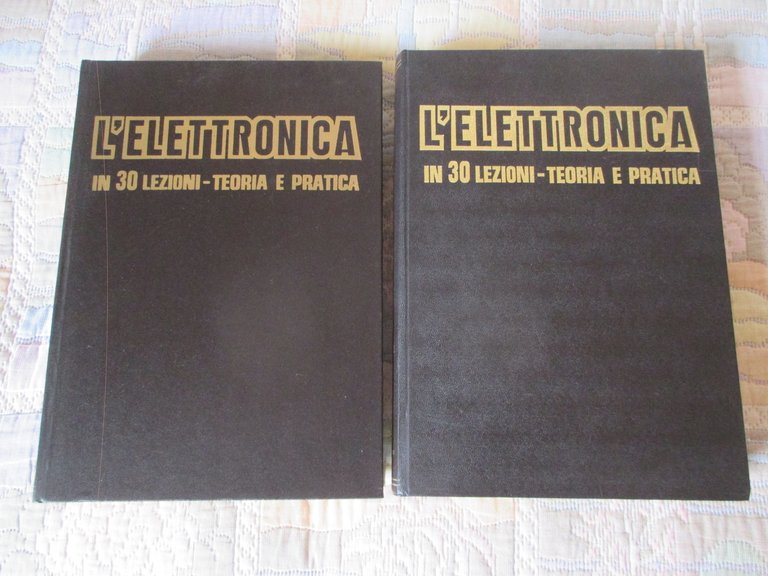 L'ELETTRONICA
IN 30 LEZIONI-TEORIA E PRATICA
L'ELETTRONICA
IN 30 LEZIONI-TEORIA E PRATICA